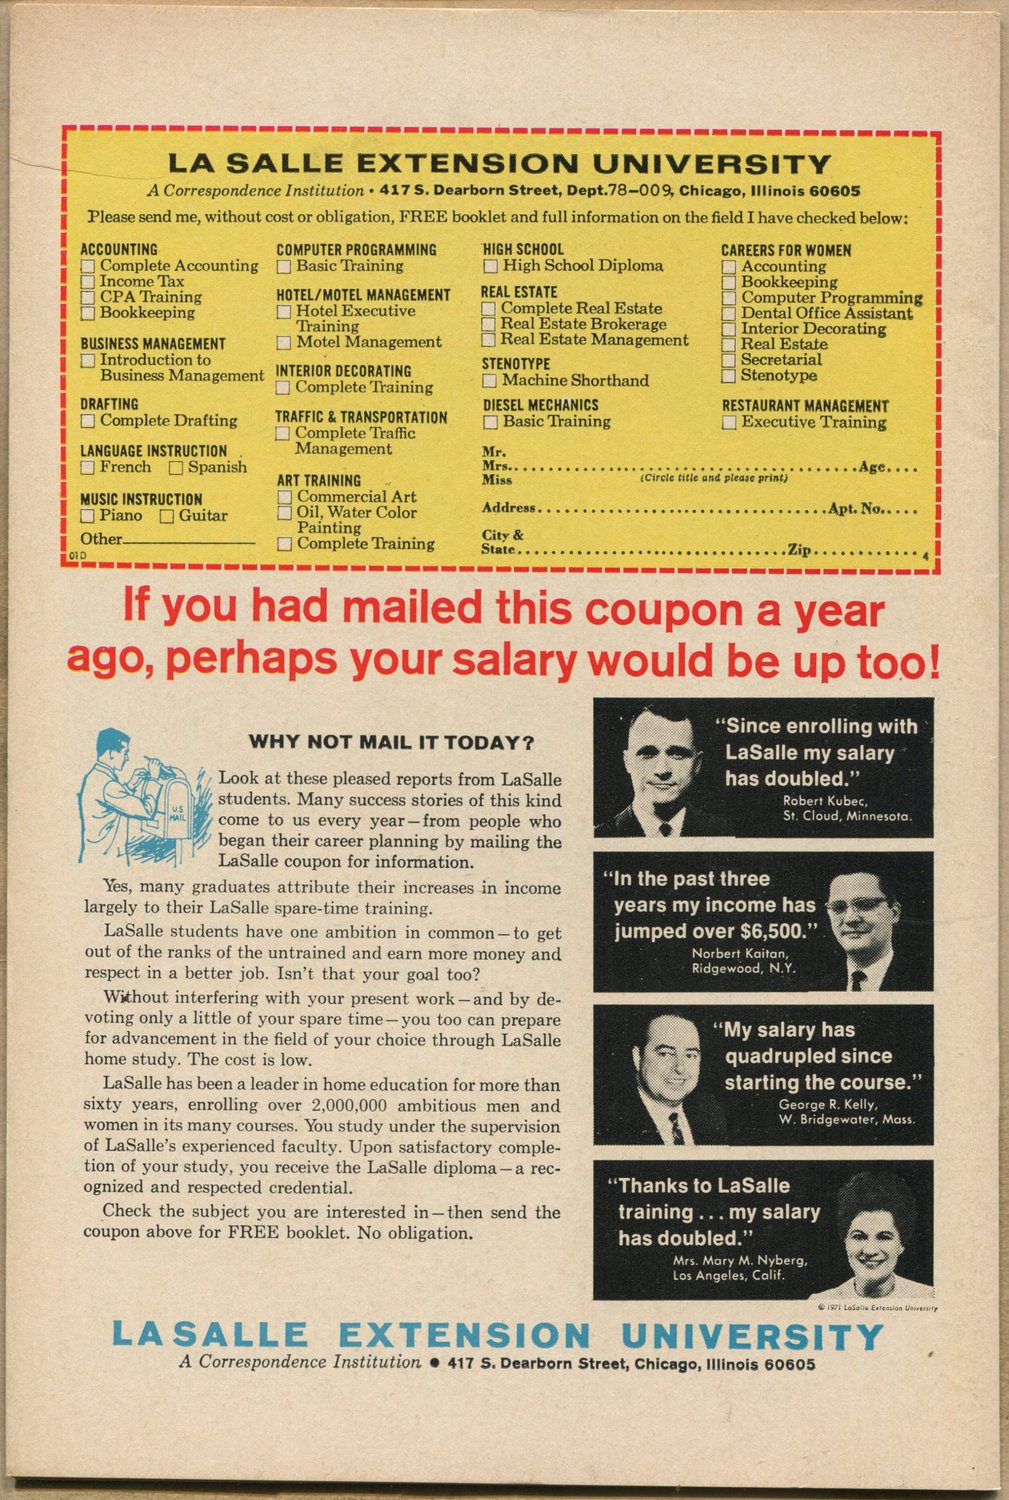 LA SALLE EXTENSION UNIVERSITY
A Correspondence Institution • 417 S. Dearborn Street, Dept. 78-009, Chicago, Illinois 60605
Please send me, without cost or obligation, FREE booklet and full information on the field I have checked below:
ACCOUNTING
Complete Accounting
Income Tax
CPA Training
Bookkeeping
BUSINESS MANAGEMENT
Introduction to
Business Management
DRAFTING
Complete Drafting
LANGUAGE INSTRUCTION
French Spanish
MUSIC INSTRUCTION
Piano Guitar
Other
01D
COMPUTER PROGRAMMING
Basic Training
HOTEL/MOTEL MANAGEMENT
Hotel Executive
Training
Motel Management
INTERIOR DECORATING
Complete Training
TRAFFIC & TRANSPORTATION
Complete Traffic
Management
ART TRAINING
Commercial Art
Oil, Water Color
Painting
Complete Training
HIGH SCHOOL
High School Diploma
REAL ESTATE
Complete Real Estate
Real Estate Brokerage
Real Estate Management
STENOTYPE
Machine Shorthand
DIESEL MECHANICS
Basic Training
CAREERS FOR WOMEN
Accounting
Bookkeeping
Computer Programming
Dental Office Assistant
Interior Decorating
Real Estate
Secretarial
Stenotype
RESTAURANT MANAGEMENT
Executive Training
Mr.
Mrs. Age
Miss (Circle title and please print)
Address Apt. No.
City &
State Zip
4
If you had mailed this coupon a year
ago, perhaps your salary would be up too!
U.S.
MAIL
WHY NOT MAIL IT TODAY?
Look at these pleased reports from LaSalle
students. Many success stories of this kind
come to us every year—from people who
began their career planning by mailing the
LaSalle coupon for information.
Yes, many graduates attribute their increases in income
largely to their LaSalle spare-time training.
LaSalle students have one ambition in common—to get
out of the ranks of the untrained and earn more money and
respect in a better job. Isn't that your goal too?
Without interfering with your present work—and by de-
voting only a little of your spare time—you too can prepare
for advancement in the field of your choice through LaSalle
home study. The cost is low.
LaSalle has been a leader in home education for more than
sixty years, enrolling over 2,000,000 ambitious men and
women in its many courses. You study under the supervision
of LaSalle's experienced faculty. Upon satisfactory comple-
tion of your study, you receive the LaSalle diploma—a rec-
ognized and respected credential.
Check the subject you are interested in—then send the
coupon above for FREE booklet. No obligation.
"Since enrolling with
LaSalle my salary
has doubled."
Robert Kubec,
St. Cloud, Minnesota.
"In the past three
years my income has
jumped over $6,500."
Norbert Kaitan,
Ridgewood, N.Y.
"My salary has
quadrupled since
starting the course."
George R. Kelly,
W. Bridgewater, Mass.
"Thanks to LaSalle
training . . . my salary
has doubled."
Mrs. Mary M. Nyberg,
Los Angeles, Calif.
© 1971 LaSalle Extension University
LA SALLE EXTENSION UNIVERSITY
A Correspondence Institution • 417 S. Dearborn Street, Chicago, Illinois 60605